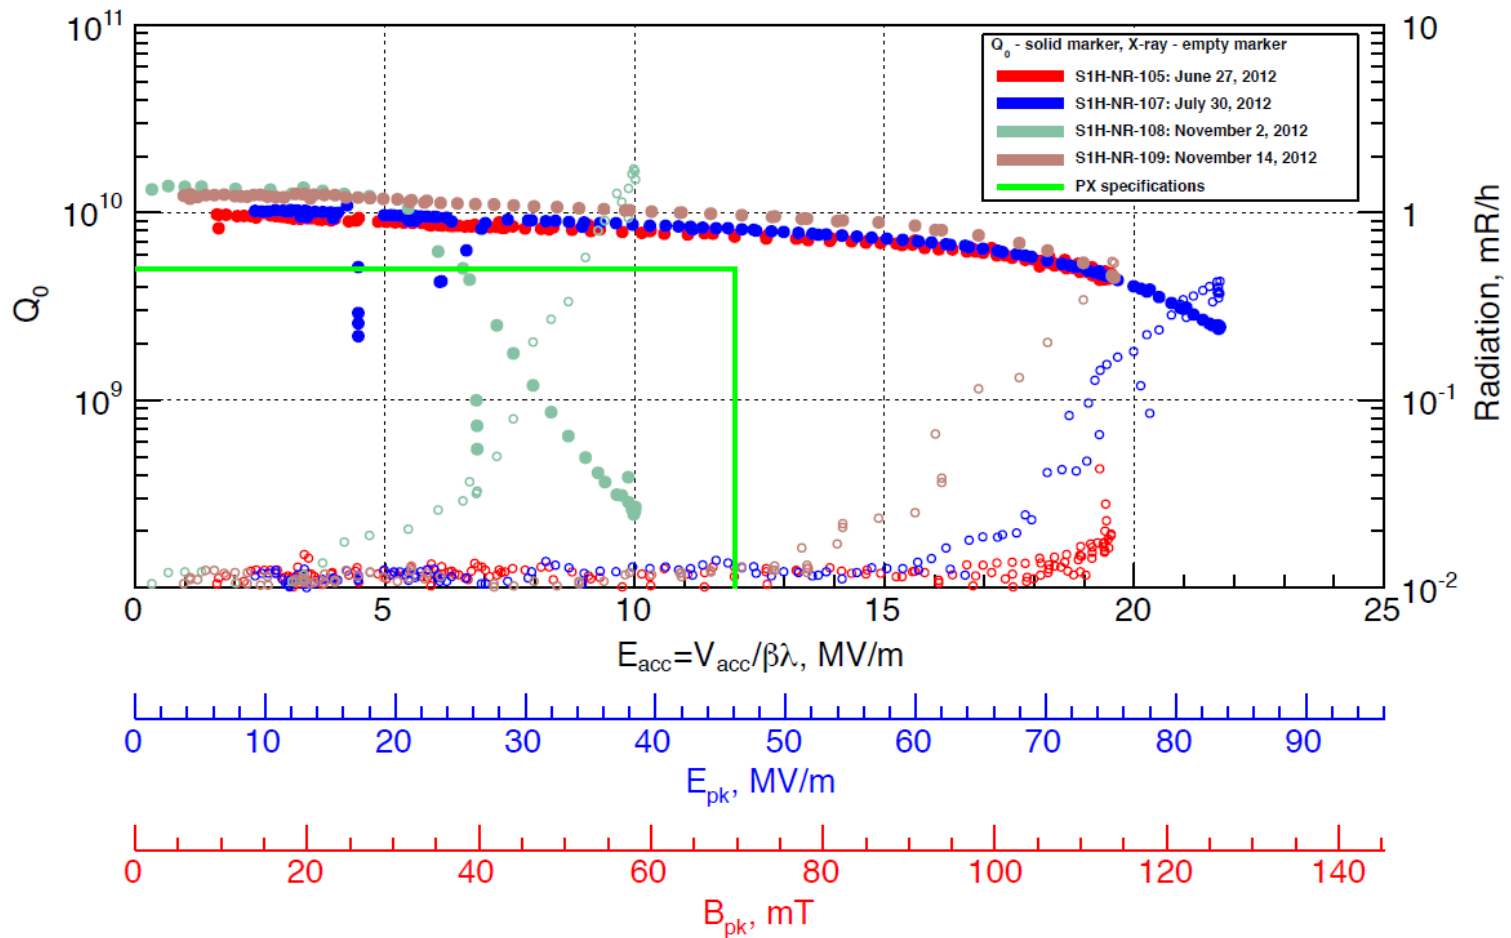 10¹¹
10¹⁰
10⁹
Q₀
10
1
10⁻¹
10⁻²
Radiation, mR/h
Q₀ - solid marker, X-ray - empty marker
S1H-NR-105: June 27, 2012
S1H-NR-107: July 30, 2012
S1H-NR-108: November 2, 2012
S1H-NR-109: November 14, 2012
PX specifications
0 5 10 15 20 25
E_acc=V_acc/βλ, MV/m
0 10 20 30 40 50 60 70 80 90
E_pk, MV/m
0 20 40 60 80 100 120 140
B_pk, mT